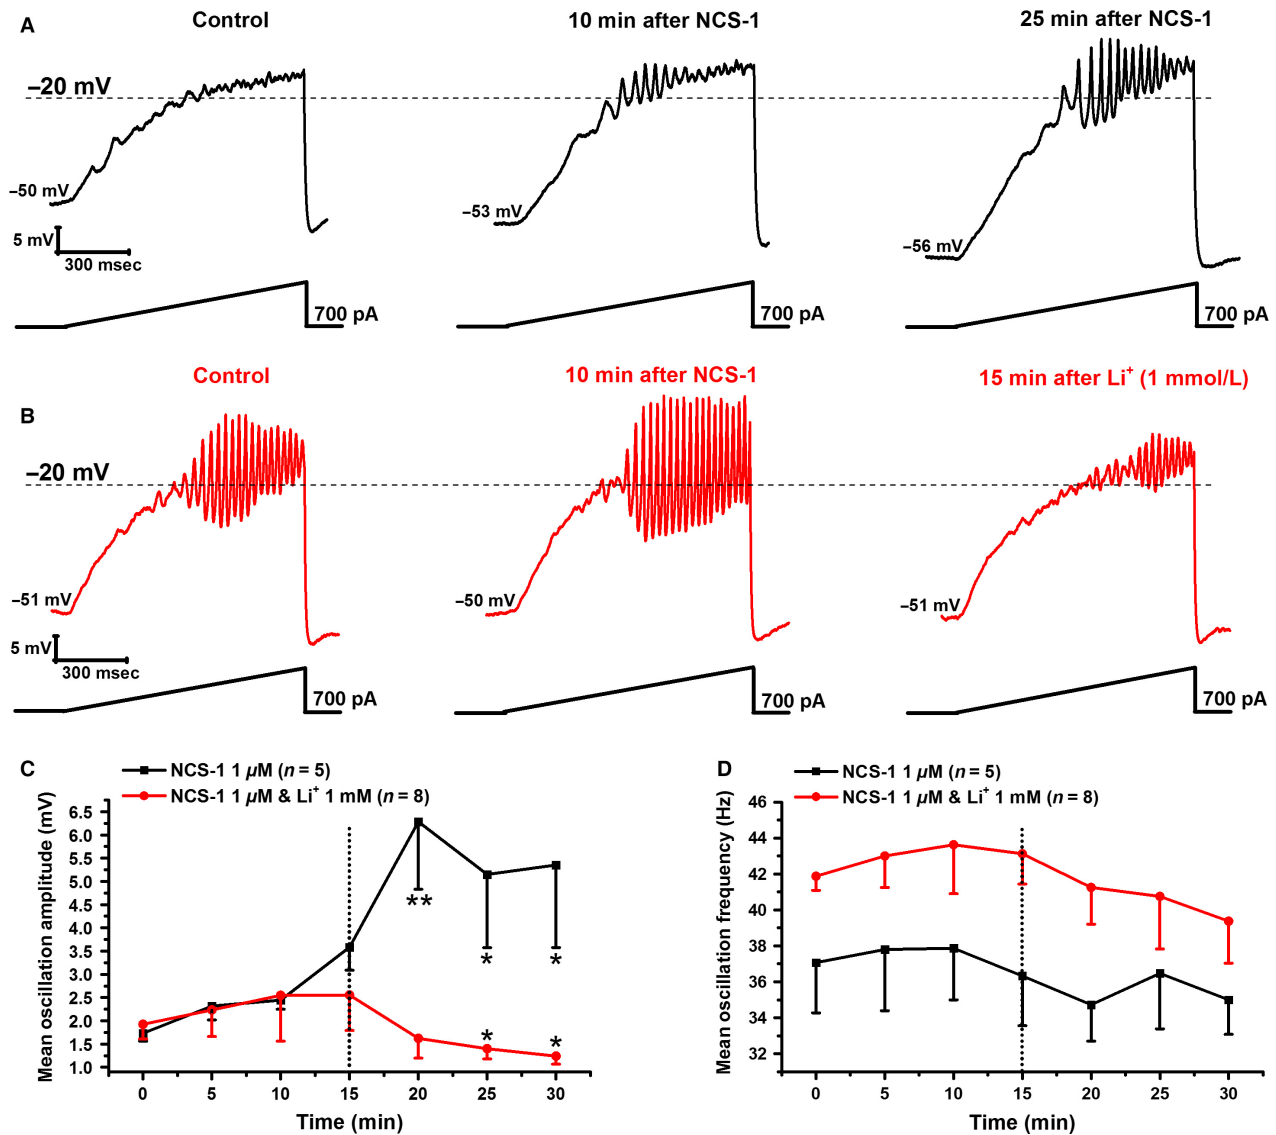 A
Control
10 min after NCS-1
25 min after NCS-1
–20 mV
–50 mV
–53 mV
–56 mV
5 mV
300 msec
700 pA
700 pA
700 pA
B
Control
10 min after NCS-1
15 min after Li⁺ (1 mmol/L)
–20 mV
–51 mV
–50 mV
–51 mV
5 mV
300 msec
700 pA
700 pA
700 pA
C
NCS-1 1 µM (n = 5)
NCS-1 1 µM & Li⁺ 1 mM (n = 8)
Mean oscillation amplitude (mV)
6.5
6.0
5.5
5.0
4.5
4.0
3.5
3.0
2.5
2.0
1.5
1.0
**
*
*
*
*
0 5 10 15 20 25 30
Time (min)
D
NCS-1 1 µM (n = 5)
NCS-1 1 µM & Li⁺ 1 mM (n = 8)
Mean oscillation frequency (Hz)
46
44
42
40
38
36
34
32
0 5 10 15 20 25 30
Time (min)